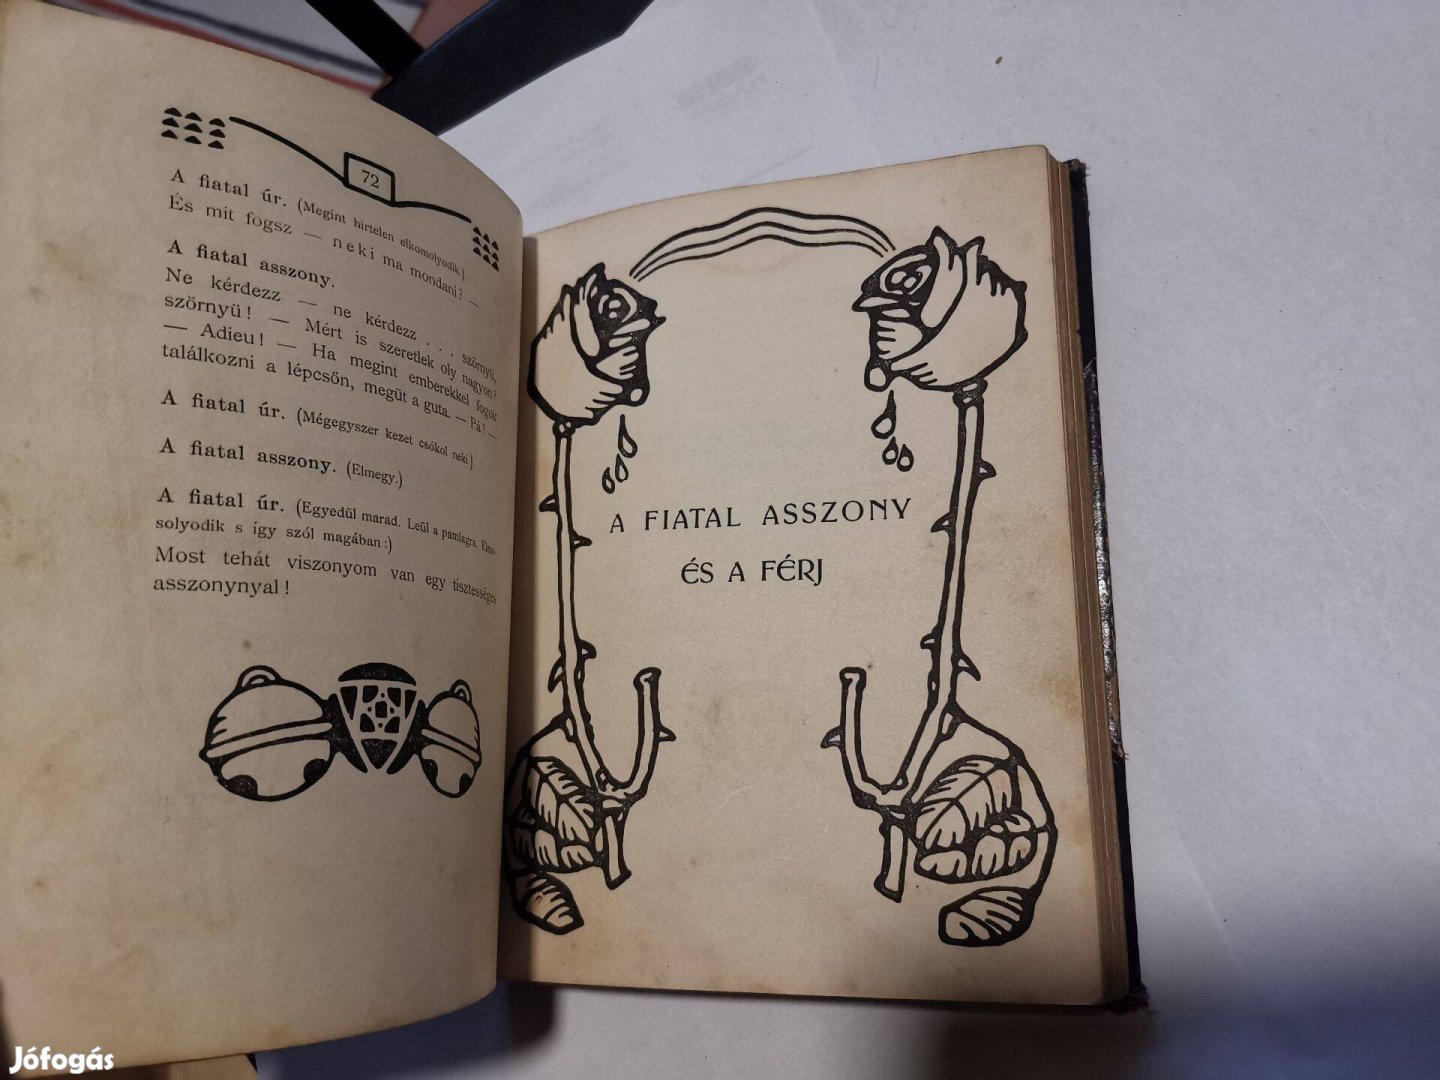 72
A fiatal úr. (Megint hirtelen elkomolyodik.)
És mit fogsz — neki ma mondani? —
A fiatal asszony.
Ne kérdezz — ne kérdezz . . . szörnyű,
szörnyü! — Mért is szeretlek oly nagyon?
— Adieu! — Ha megint emberekkel fogok
találkozni a lépcsőn, megüt a guta. — Pá! —
A fiatal úr. (Mégegyszer kezet csókol neki.)
A fiatal asszony. (Elmegy.)
A fiatal úr. (Egyedül marad. Leül a pamlagra. Elmo-
solyodik s így szól magában:)
Most tehát viszonyom van egy tisztességes
asszonynyal!
A FIATAL ASSZONY
ÉS A FÉRJ
Jófogás